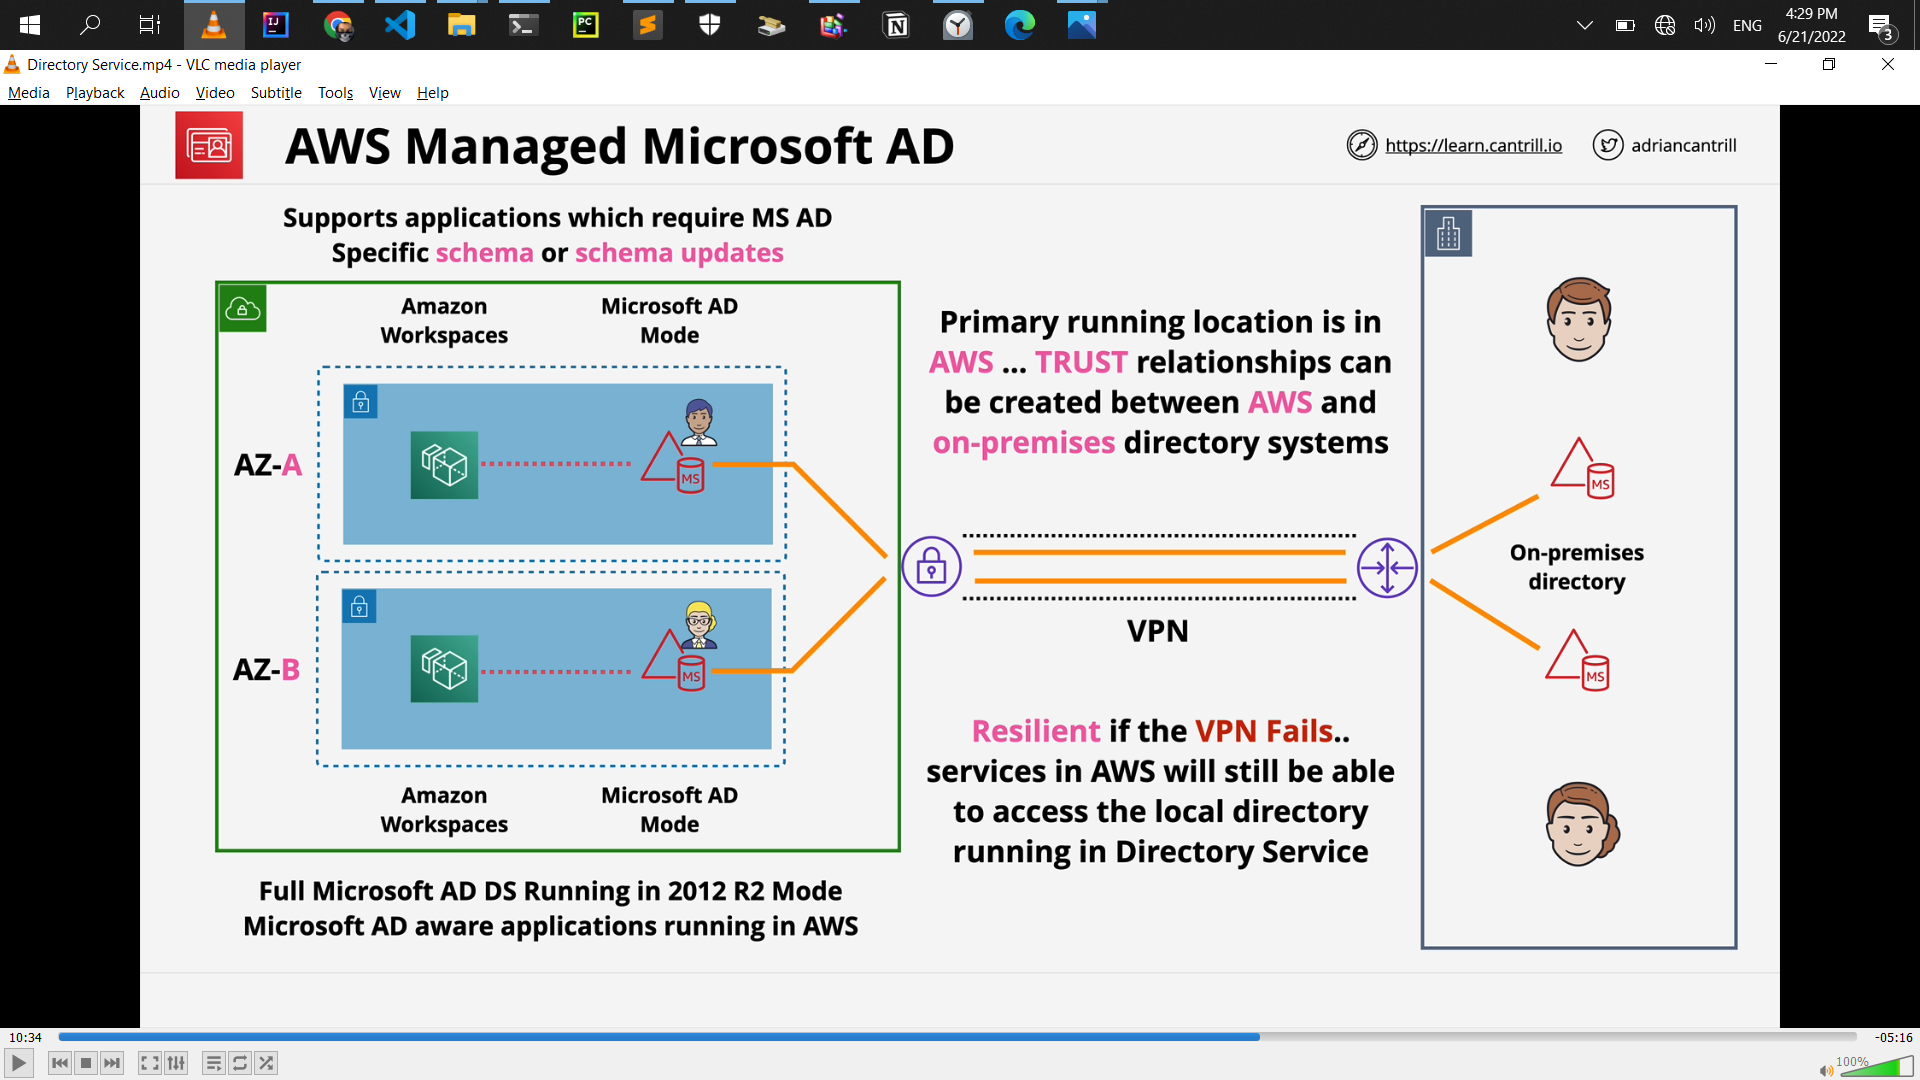 4:29 PM
ENG
6/21/2022
3
Directory Service.mp4 - VLC media player
Media Playback Audio Video Subtitle Tools View Help
AWS Managed Microsoft AD
https://learn.cantrill.io
adriancantrill
Supports applications which require MS AD
Specific schema or schema updates
Amazon
Workspaces
Microsoft AD
Mode
AZ-A
MS
AZ-B
MS
Amazon
Workspaces
Microsoft AD
Mode
Full Microsoft AD DS Running in 2012 R2 Mode
Microsoft AD aware applications running in AWS
Primary running location is in
AWS ... TRUST relationships can
be created between AWS and
on-premises directory systems
VPN
Resilient if the VPN Fails..
services in AWS will still be able
to access the local directory
running in Directory Service
MS
On-premises
directory
MS
10:34
-05:16
100%
IJ
PC